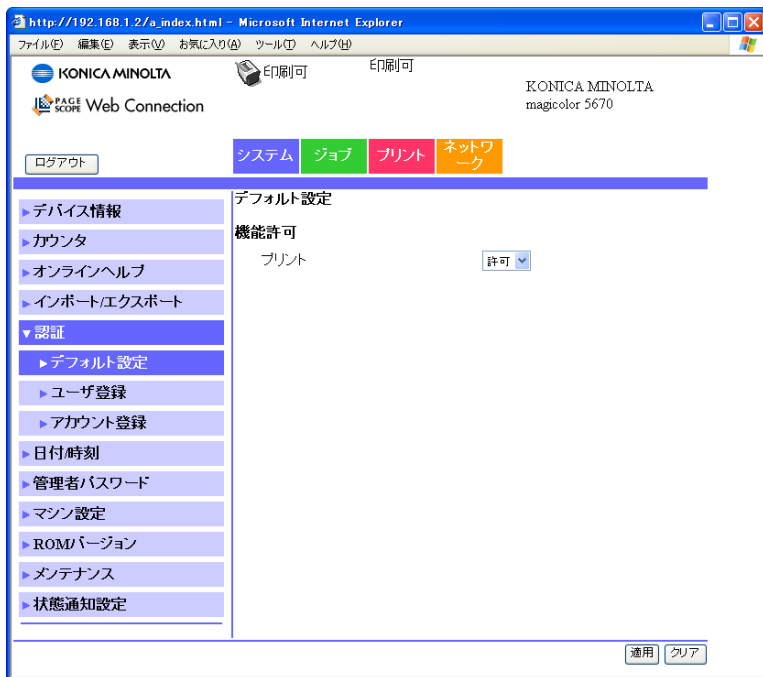 http://192.168.1.2/a_index.html - Microsoft Internet Explorer
ファイル(F) 編集(E) 表示(V) お気に入り(A) ツール(T) ヘルプ(H)
KONICA MINOLTA
印刷可
印刷可
KONICA MINOLTA
magicolor 5670
PAGE SCOPE Web Connection
ログアウト
システム
ジョブ
プリント
ネットワ
ーク
デバイス情報
カウンタ
オンラインヘルプ
インポート/エクスポート
認証
デフォルト設定
ユーザ登録
アカウント登録
日付/時刻
管理者パスワード
マシン設定
ROMバージョン
メンテナンス
状態通知設定
デフォルト設定
機能許可
プリント 許可
適用 クリア